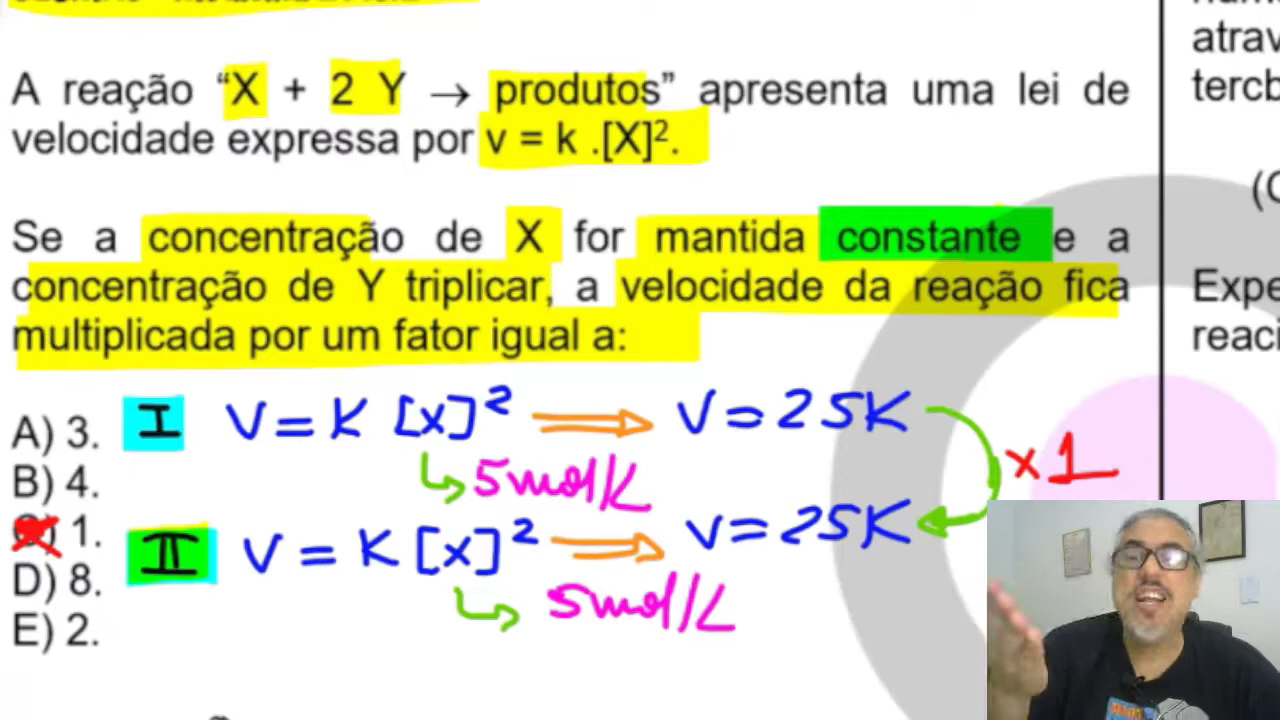 A reação “X + 2 Y → produtos” apresenta uma lei de
velocidade expressa por v = k .[X]².
Se a concentração de X for mantida constante e a
concentração de Y triplicar, a velocidade da reação fica
multiplicada por um fator igual a:
A) 3.
B) 4.
C) 1.
D) 8.
E) 2.
I V = K [x]² ⇒ V = 25K
↳ 5mol/L
x1
II V = K [x]² ⇒ V = 25K
↳ 5mol/L
atrav
(C
Expe
reaci